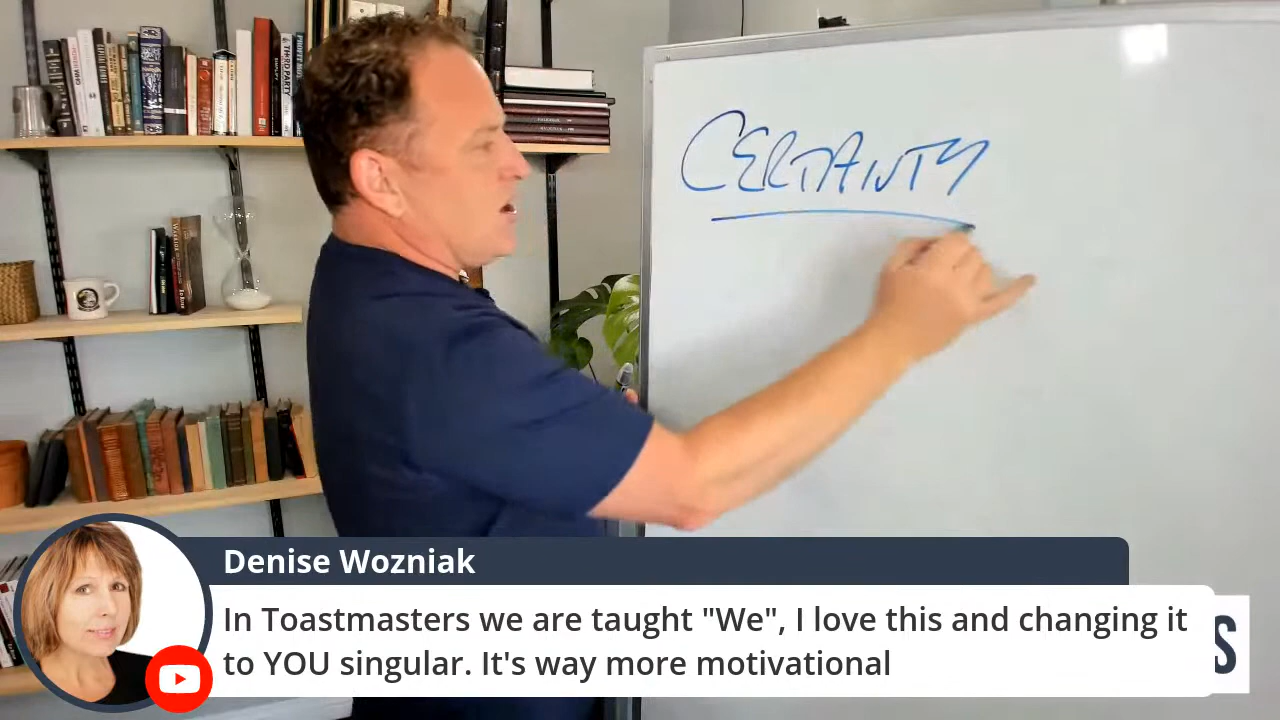 CERTAINTY
Denise Wozniak
In Toastmasters we are taught "We", I love this and changing it
to YOU singular. It's way more motivational
S